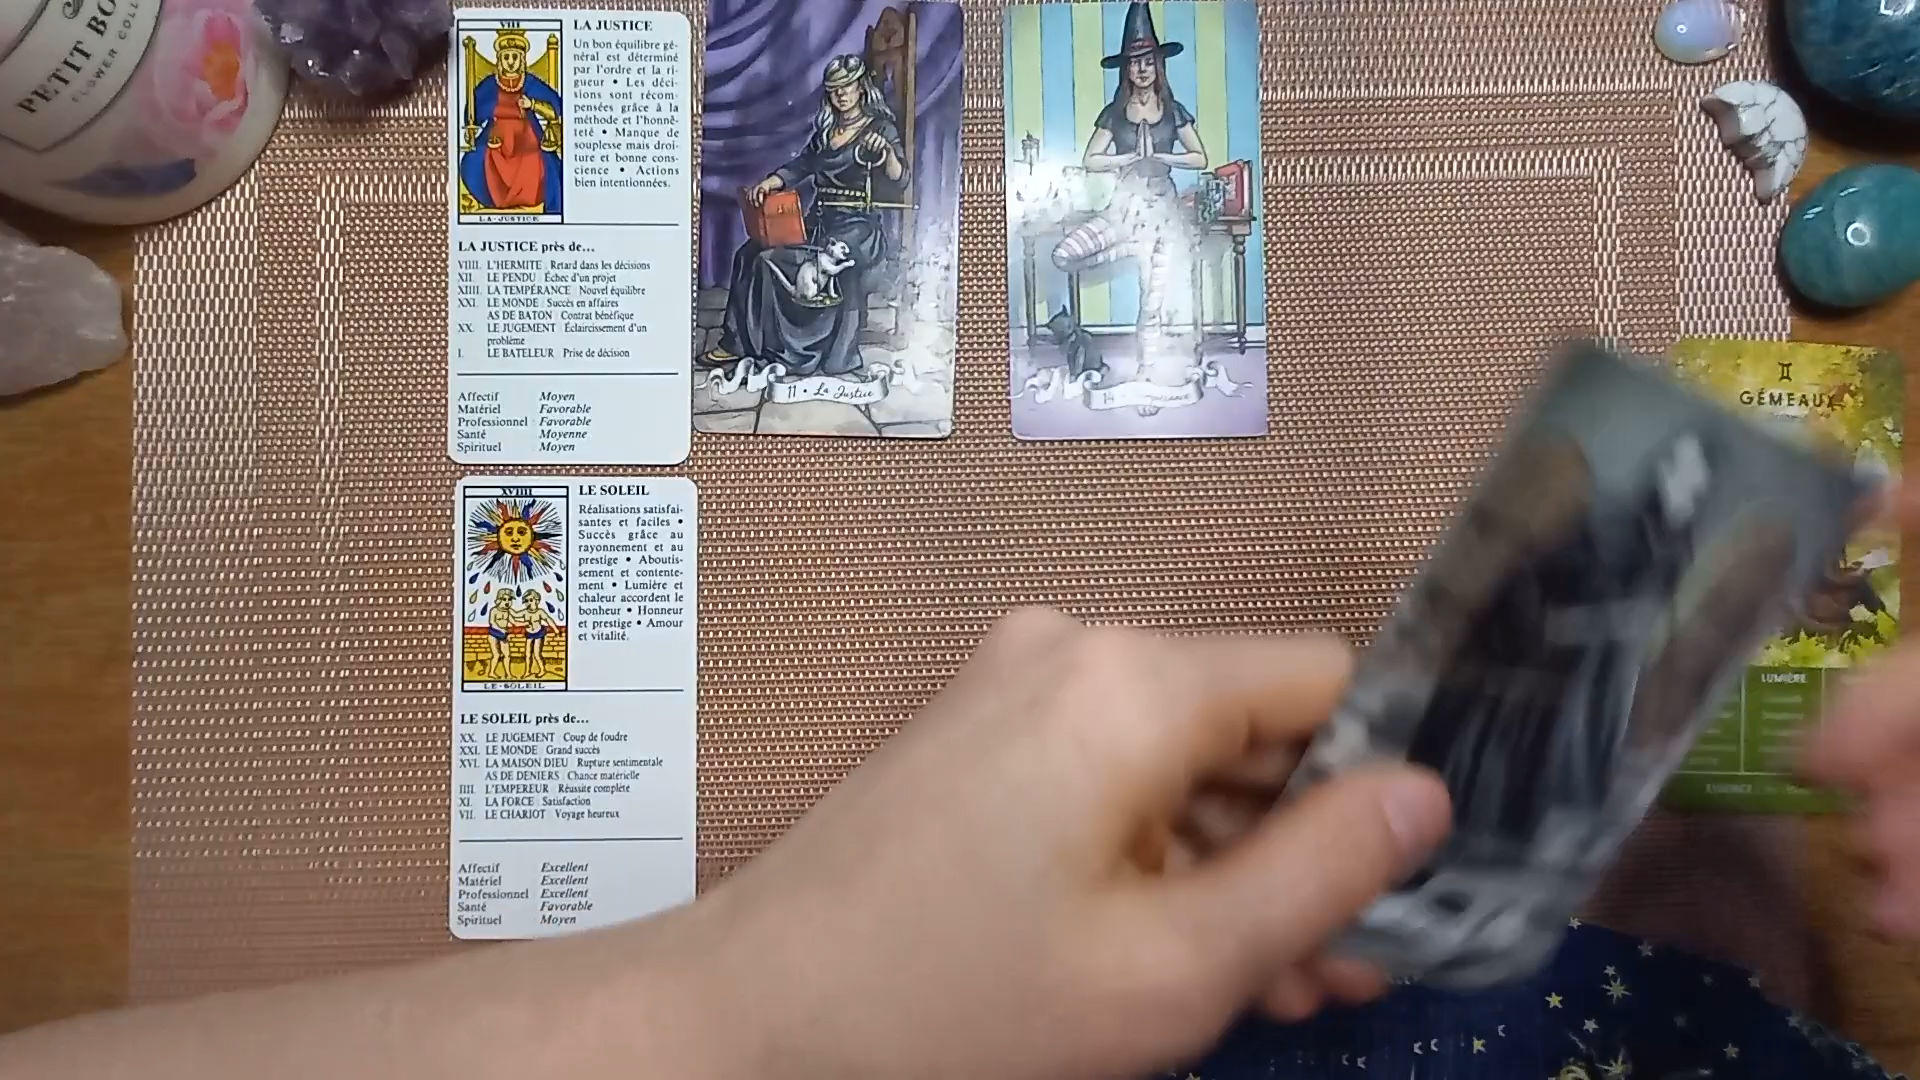 PETIT BO
FLOWER COLL
VIII
LA·JUSTICE
LA JUSTICE
Un bon équilibre gé-
néral est déterminé
par l'ordre et la ri-
gueur • Les déci-
sions sont récom-
pensées grâce à la
méthode et l'honnê-
teté • Manque de
souplesse mais droi-
ture et bonne cons-
cience • Actions
bien intentionnées.
LA JUSTICE près de...
VIIII. L'HERMITE : Retard dans les décisions
XII. LE PENDU : Échec d'un projet
XIIII. LA TEMPÉRANCE : Nouvel équilibre
XXI. LE MONDE : Succès en affaires
AS DE BATON : Contrat bénéfique
XX. LE JUGEMENT : Éclaircissement d'un
problème
I. LE BATELEUR : Prise de décision
Affectif : Moyen
Matériel : Favorable
Professionnel : Favorable
Santé : Moyenne
Spirituel : Moyen
11 • La Justice
14
XVIIII
LE·SOLEIL
LE SOLEIL
Réalisations satisfai-
santes et faciles •
Succès grâce au
rayonnement et au
prestige • Aboutis-
sement et contente-
ment • Lumière et
chaleur accordent le
bonheur • Honneur
et prestige • Amour
et vitalité.
LE SOLEIL près de...
XX. LE JUGEMENT : Coup de foudre
XXI. LE MONDE : Grand succès
XVI. LA MAISON DIEU : Rupture sentimentale
AS DE DENIERS : Chance matérielle
IIII. L'EMPEREUR : Réussite complète
XI. LA FORCE : Satisfaction
VII. LE CHARIOT : Voyage heureux
Affectif : Excellent
Matériel : Excellent
Professionnel : Excellent
Santé : Favorable
Spirituel : Moyen
GÉMEAUX
LUMIÈRE